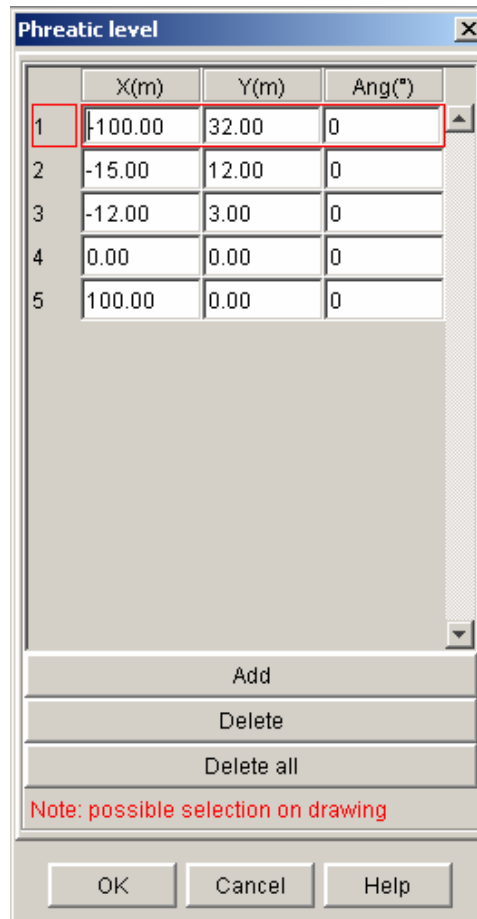 Phreatic level
X(m) Y(m) Ang(°)
1 -100.00 32.00 0
2 -15.00 12.00 0
3 -12.00 3.00 0
4 0.00 0.00 0
5 100.00 0.00 0
Add
Delete
Delete all
Note: possible selection on drawing
OK Cancel Help